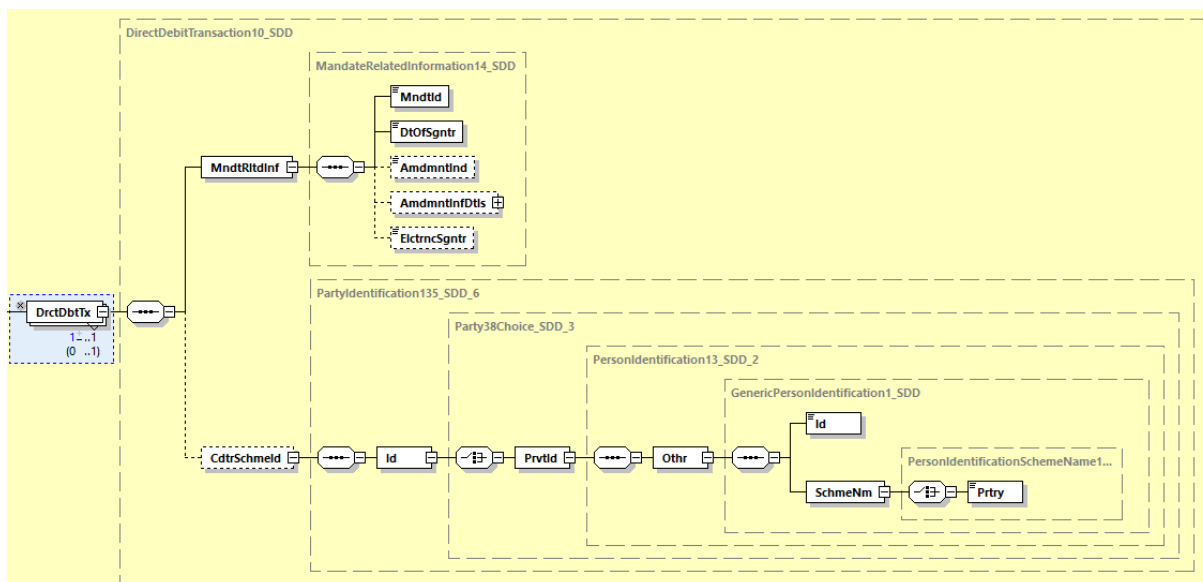 DirectDebitTransaction10_SDD
MandateRelatedInformation14_SDD
MndtId
DtOfSgntr
MndtRltdInf
AmdmntInd
AmdmntInfDtls
ElctrncSgntr
PartyIdentification135_SDD_6
DrctDbtTx
Party38Choice_SDD_3
1..1
(0 ..1)
PersonIdentification13_SDD_2
GenericPersonIdentification1_SDD
Id
CdtrSchmeId
Id
PrvtId
Othr
PersonIdentificationSchemeName1...
SchmeNm
Prtry